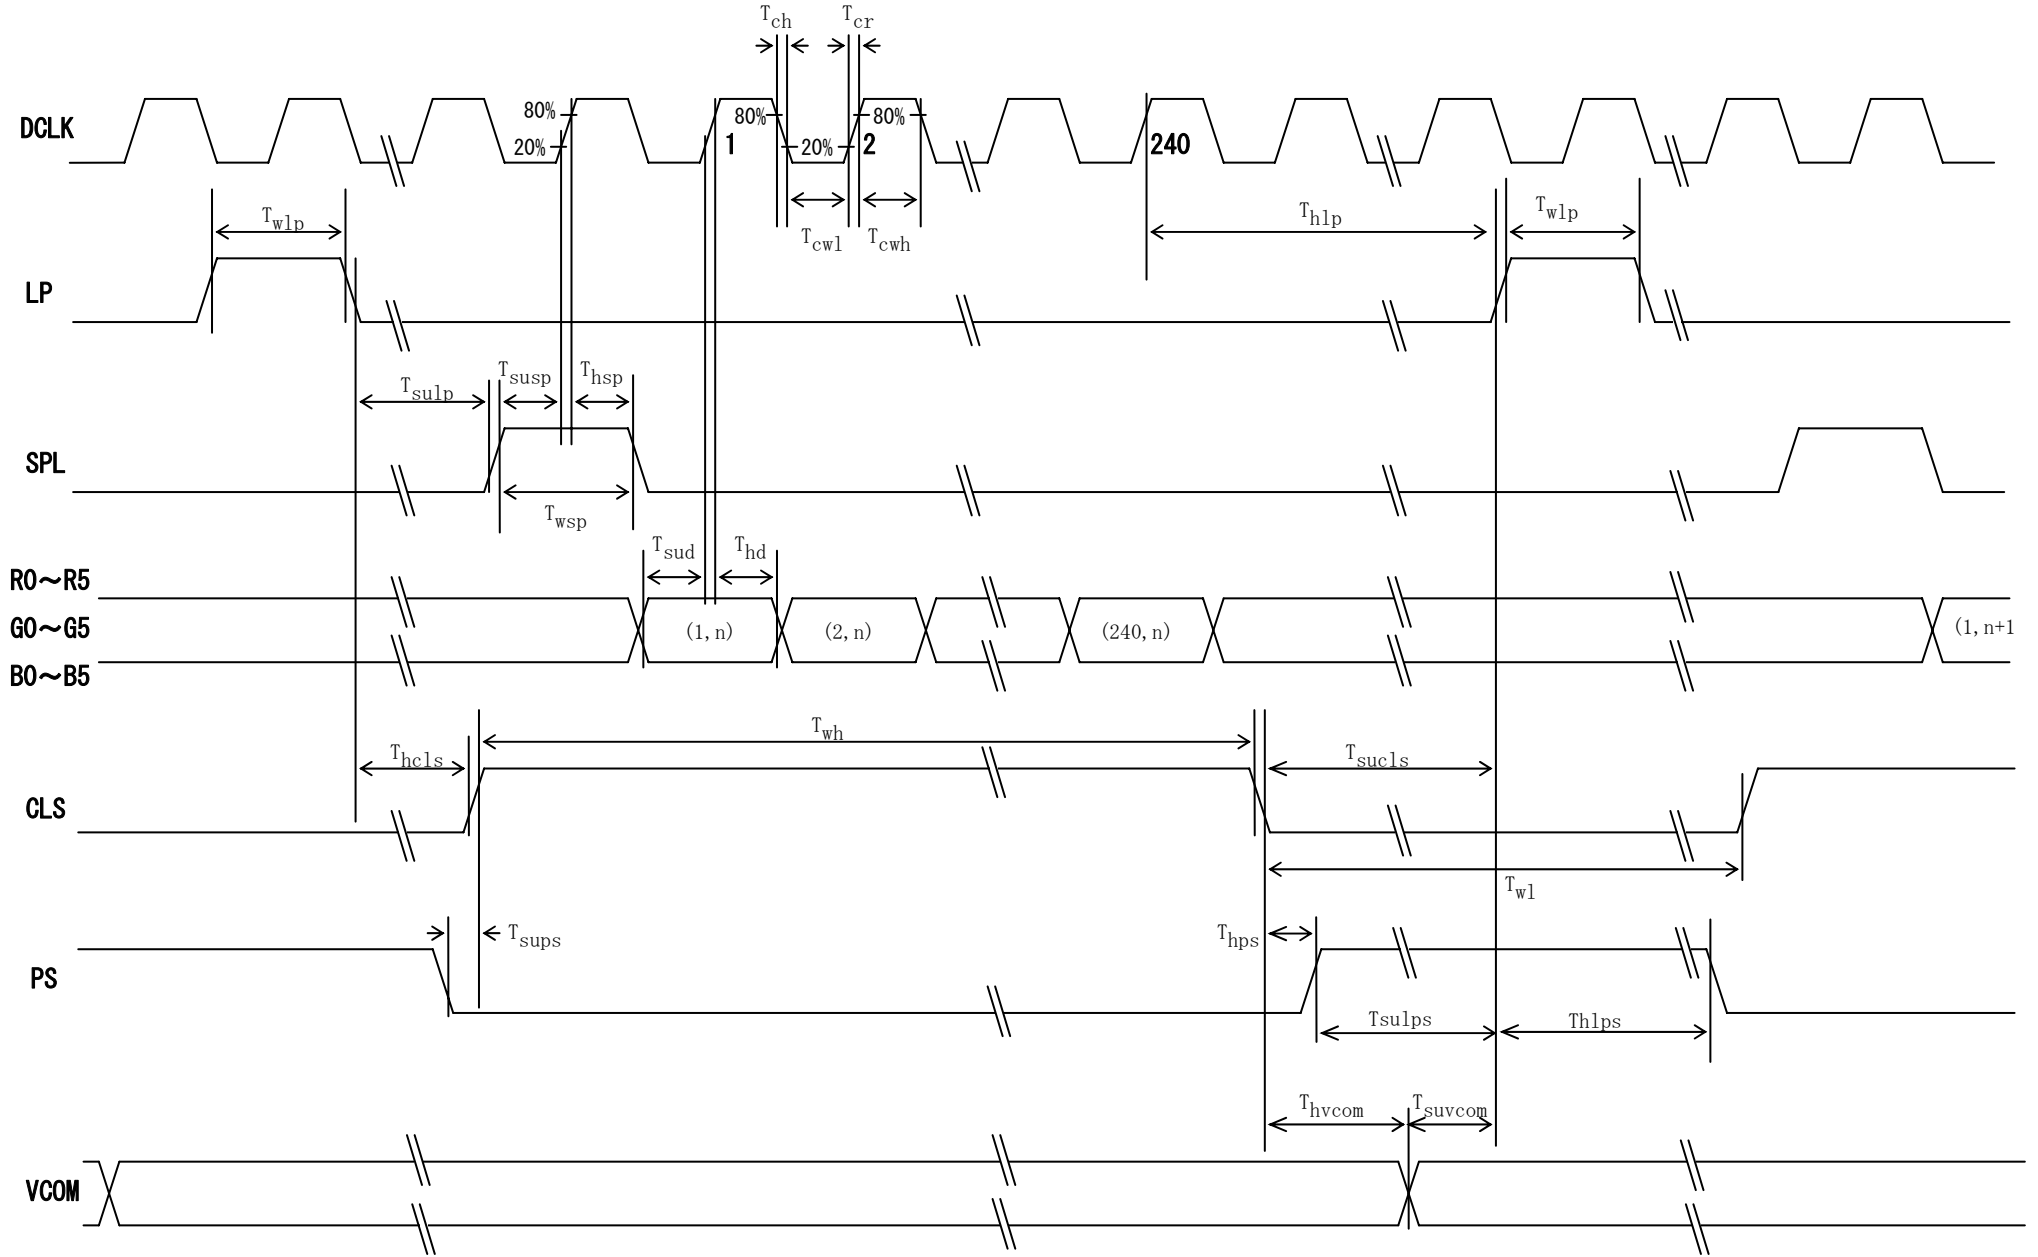 Tch Tcr
DCLK 80% 20% 1 80% 20% 2 80% 240
Tcwl Tcwh
Twlp Thlp Twlp
LP
Tsulp Tsusp Thsp
SPL
Twsp
Tsud Thd
R0～R5
G0～G5 (1,n) (2,n) (240,n) (1,n+1
B0～B5
Twh
Thcls Tsucls
CLS
Twl
Tsups Thps
PS
Tsulps Thlps
Thvcom Tsuvcom
VCOM